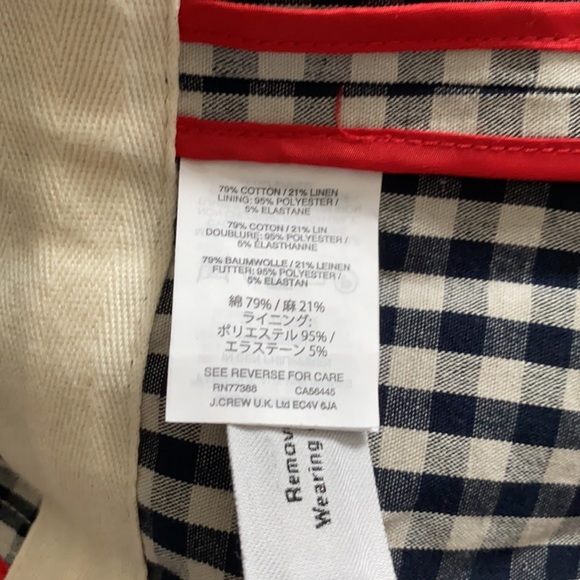 79% COTTON / 21% LINEN
LINING: 95% POLYESTER /
5% ELASTANE
79% COTON / 21% LIN
DOUBLURE: 95% POLYESTER /
5% ÉLASTHANNE
79% BAUMWOLLE / 21% LEINEN
FUTTER: 95% POLYESTER /
5% ELASTAN
綿 79% / 麻 21%
ライニング:
ポリエステル 95% /
エラステーン 5%
SEE REVERSE FOR CARE
RN77388 CA56445
J.CREW U.K. Ltd EC4V 6JA
Remov
Wearing